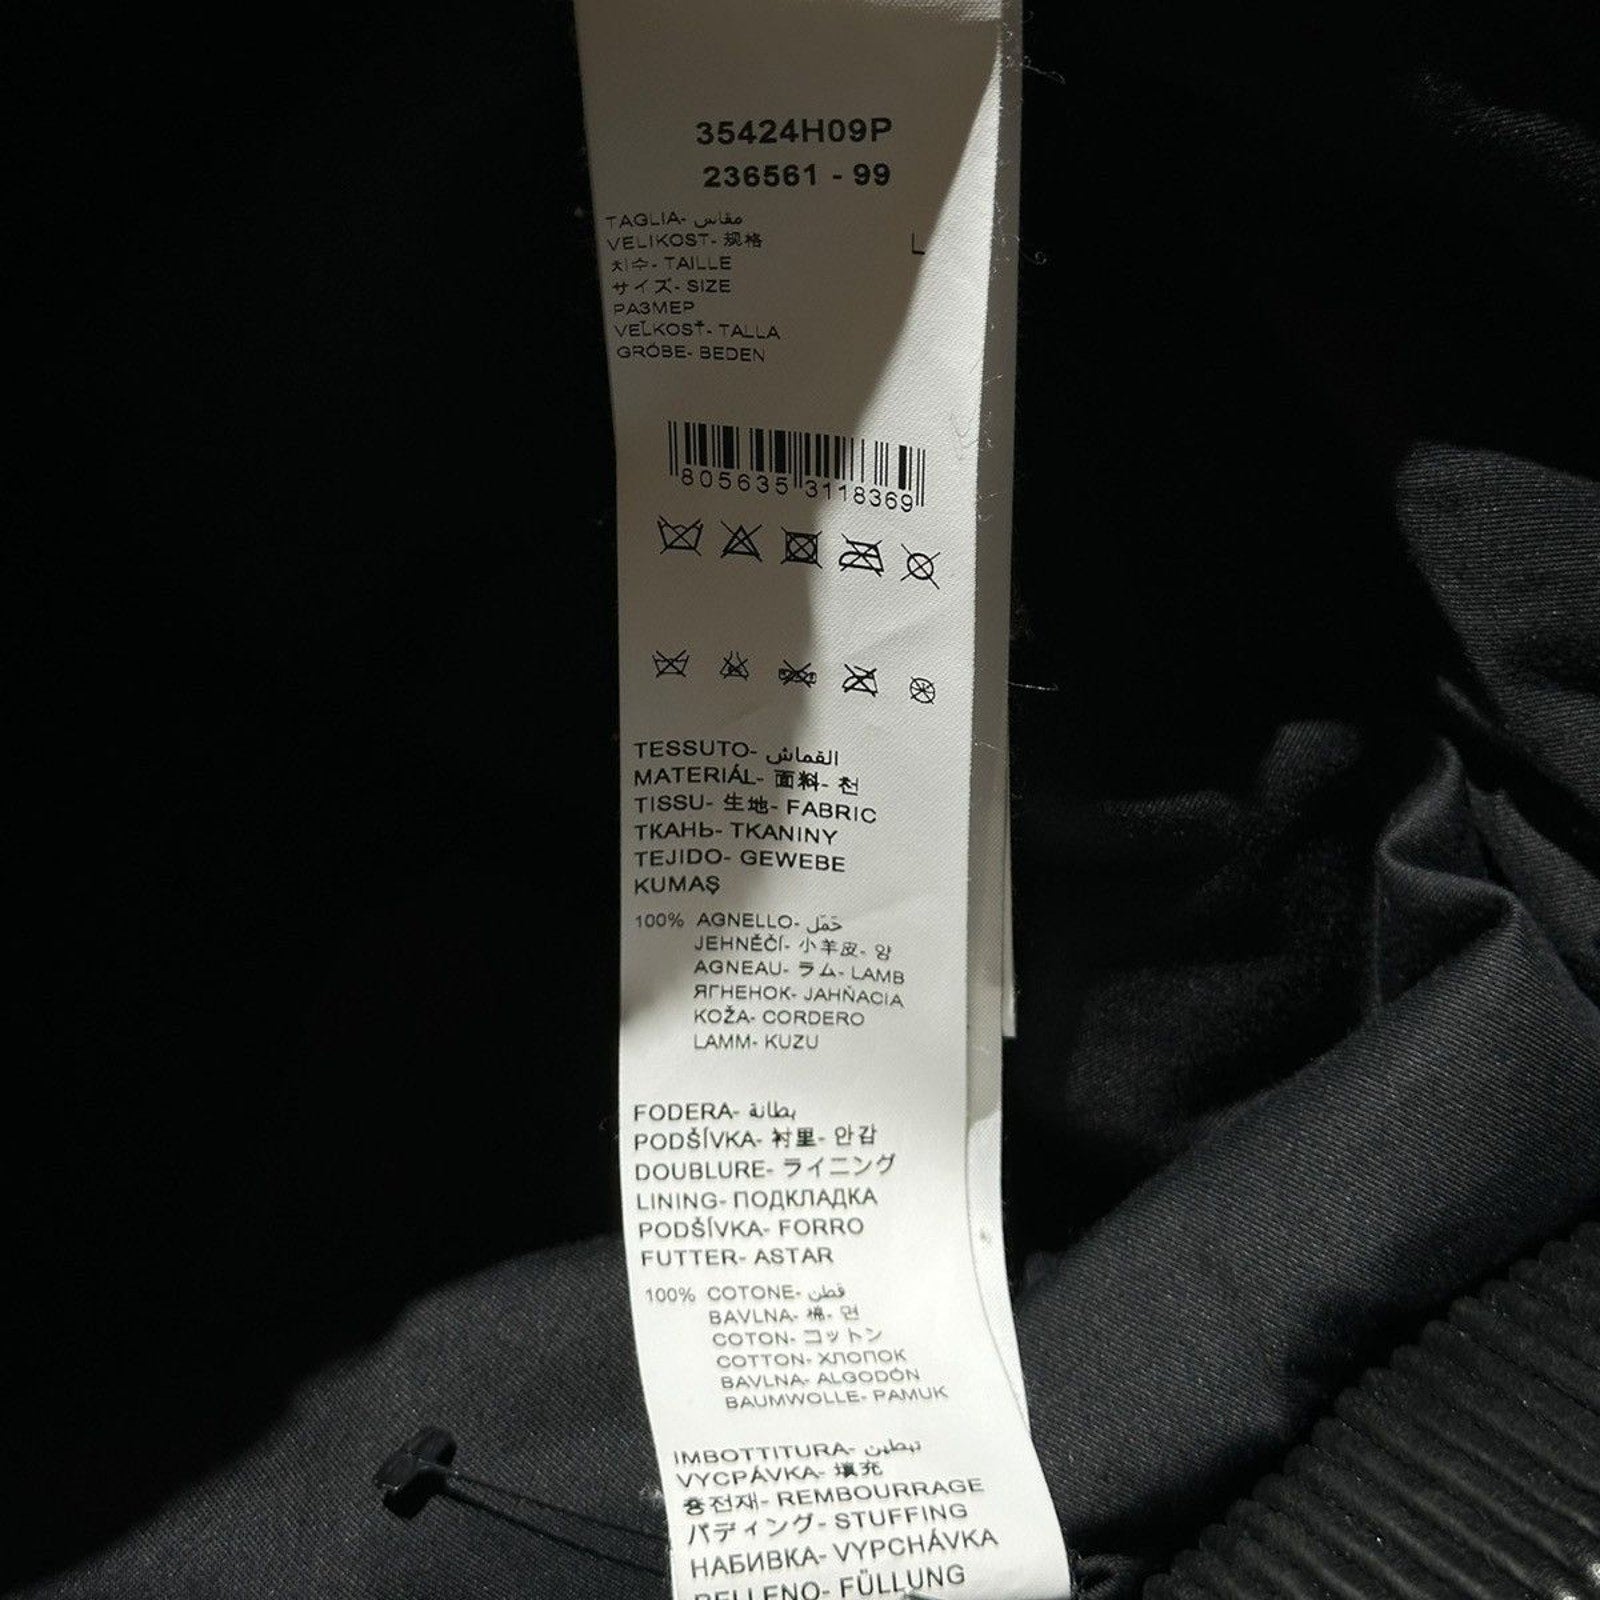 35424H09P
236561 - 99
TAGLIA- مقاس
VELIKOST- 规格 L
치수- TAILLE
サイズ- SIZE
РАЗМЕР
VEĽKOSŤ- TALLA
GRÓBE- BEDEN
805635 3118369
TESSUTO- القماش
MATERIÁL- 面料- 천
TISSU- 生地- FABRIC
ТКАНЬ- TKANINY
TEJIDO- GEWEBE
KUMAŞ
100% AGNELLO- حَمَل
JEHNĚČÍ- 小羊皮- 양
AGNEAU- ラム- LAMB
ЯГНЕНОК- JAHŇACIA
KOŽA- CORDERO
LAMM- KUZU
FODERA- بطانة
PODŠÍVKA- 衬里- 안감
DOUBLURE- ライニング
LINING- ПОДКЛАДКА
PODŠÍVKA- FORRO
FUTTER- ASTAR
100% COTONE- قطن
BAVLNA- 棉- 면
COTON- コットン
COTTON- ХЛОПОК
BAVLNA- ALGODÓN
BAUMWOLLE- PAMUK
IMBOTTITURA- تبطين
VYCPÁVKA- 填充
충전재- REMBOURRAGE
パディング- STUFFING
НАБИВКА- VYPCHÁVKA
RELLENO- FÜLLUNG